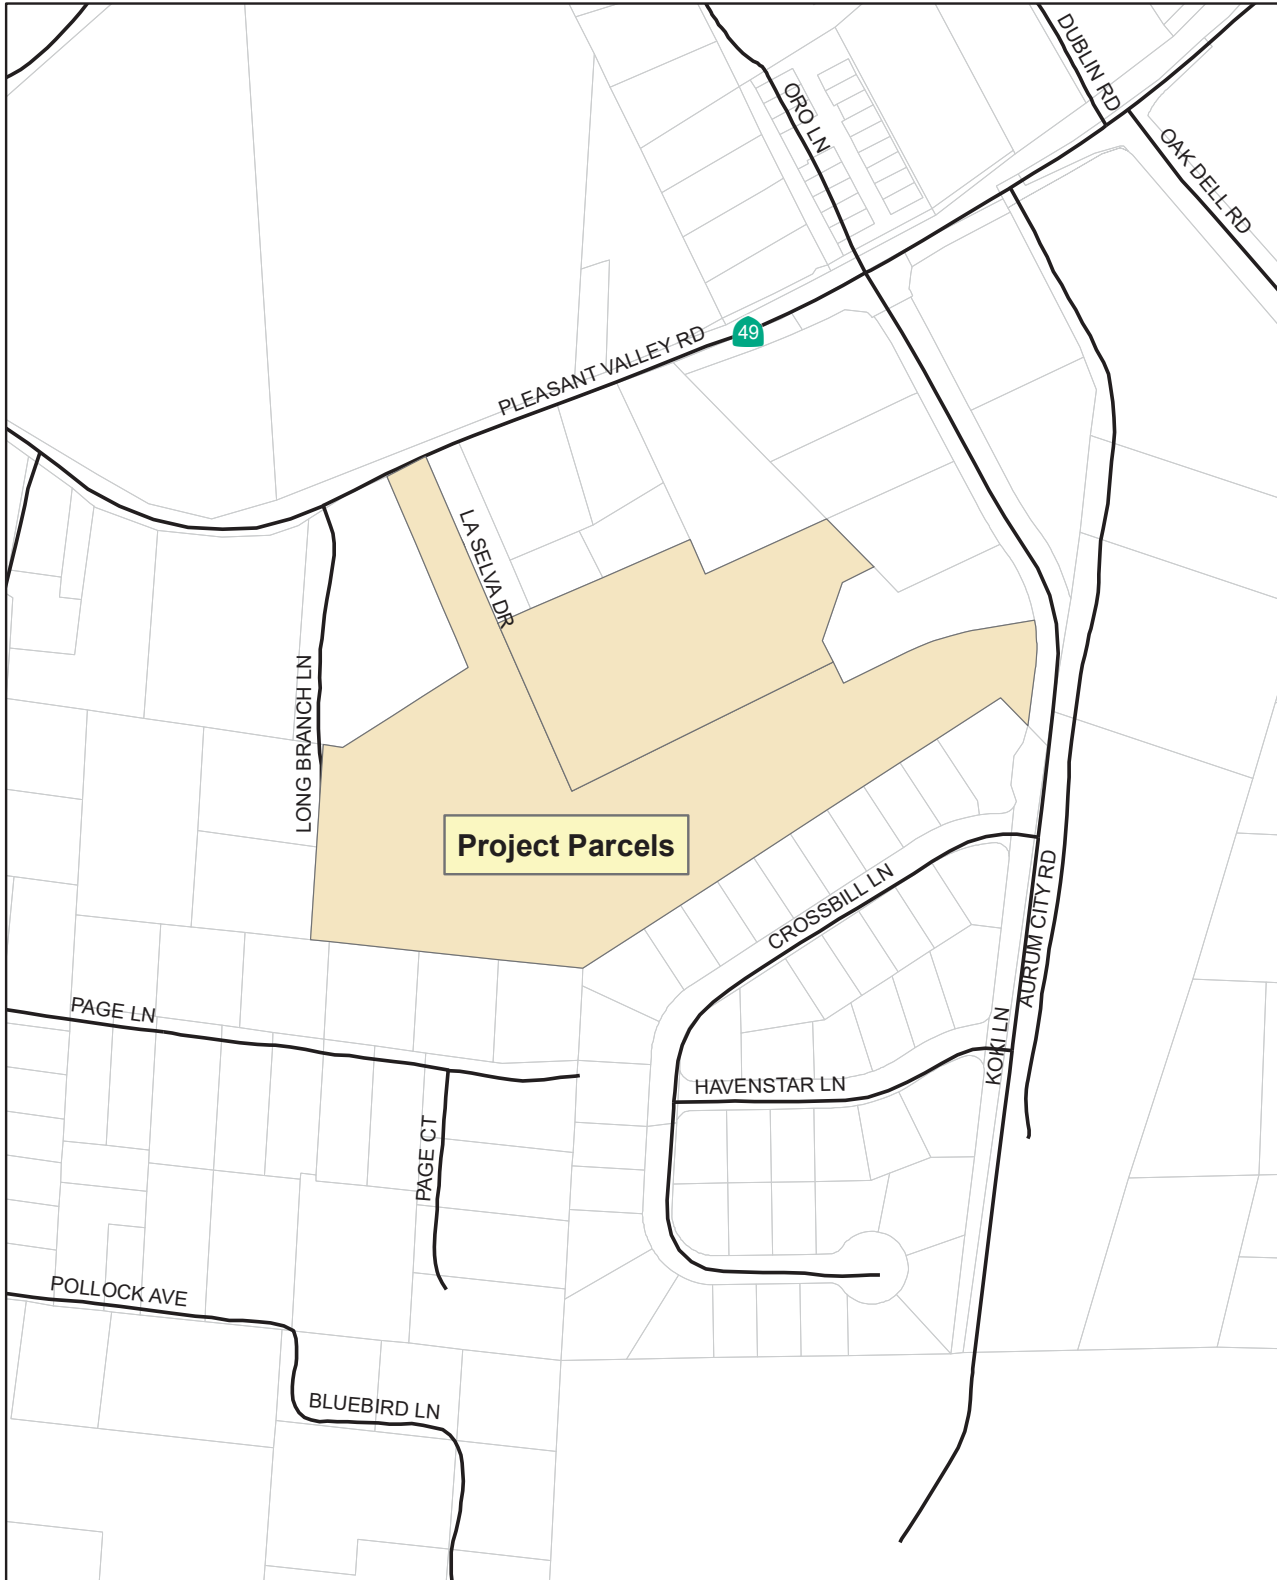 DUBLIN RD
ORO LN
OAK DELL RD
49
PLEASANT VALLEY RD
LA SELVA DR
LONG BRANCH LN
Project Parcels
CROSSBILL LN
AURUM CITY RD
PAGE LN
KOKI LN
HAVENSTAR LN
PAGE CT
POLLOCK AVE
BLUEBIRD LN